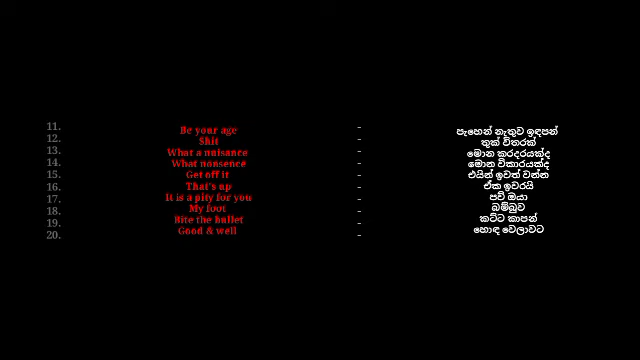 11. Be your age - පැහෙන් නැතුව ඉඳපන්
12. Shit - තුක් විතරක්
13. What a nuisance - මොන කරදරයක්ද
14. What nonsence - මොන විකාරයක්ද
15. Get off it - එයින් ඉවත් වන්න
16. That's up - ඒක ඉවරයි
17. It is a pity for you - පව් ඔයා
18. My foot - බම්බුව
19. Bite the bullet - කට්ට කාපන්
20. Good & well - හොඳ වෙලාවට